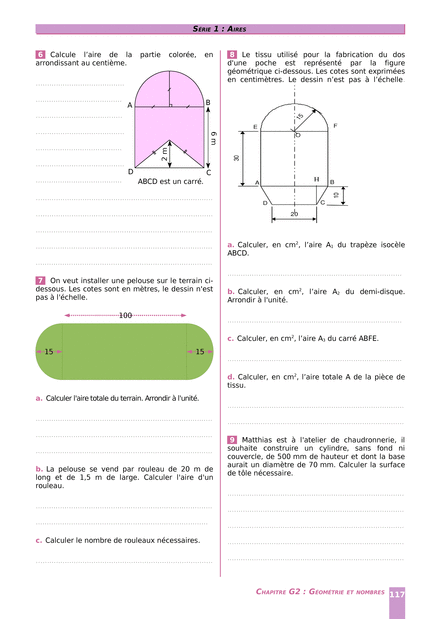 SÉRIE 1 : AIRES
6 Calcule l'aire de la partie colorée, en
arrondissant au centième.
A
B
6 m
2 m
D
C
ABCD est un carré.
7 On veut installer une pelouse sur le terrain ci-
dessous. Les cotes sont en mètres, le dessin n'est
pas à l'échelle.
100
15
15
a. Calculer l'aire totale du terrain. Arrondir à l'unité.
b. La pelouse se vend par rouleau de 20 m de
long et de 1,5 m de large. Calculer l'aire d'un
rouleau.
c. Calculer le nombre de rouleaux nécessaires.
8 Le tissu utilisé pour la fabrication du dos
d'une poche est représenté par la figure
géométrique ci-dessous. Les cotes sont exprimées
en centimètres. Le dessin n'est pas à l'échelle
15
E
F
O
30
A
H
B
10
D
C
20
a. Calculer, en cm², l'aire A₁ du trapèze isocèle
ABCD.
b. Calculer, en cm², l'aire A₂ du demi-disque.
Arrondir à l'unité.
c. Calculer, en cm², l'aire A₃ du carré ABFE.
d. Calculer, en cm², l'aire totale A de la pièce de
tissu.
9 Matthias est à l'atelier de chaudronnerie, il
souhaite construire un cylindre, sans fond ni
couvercle, de 500 mm de hauteur et dont la base
aurait un diamètre de 70 mm. Calculer la surface
de tôle nécessaire.
CHAPITRE G2 : GÉOMÉTRIE ET NOMBRES 117